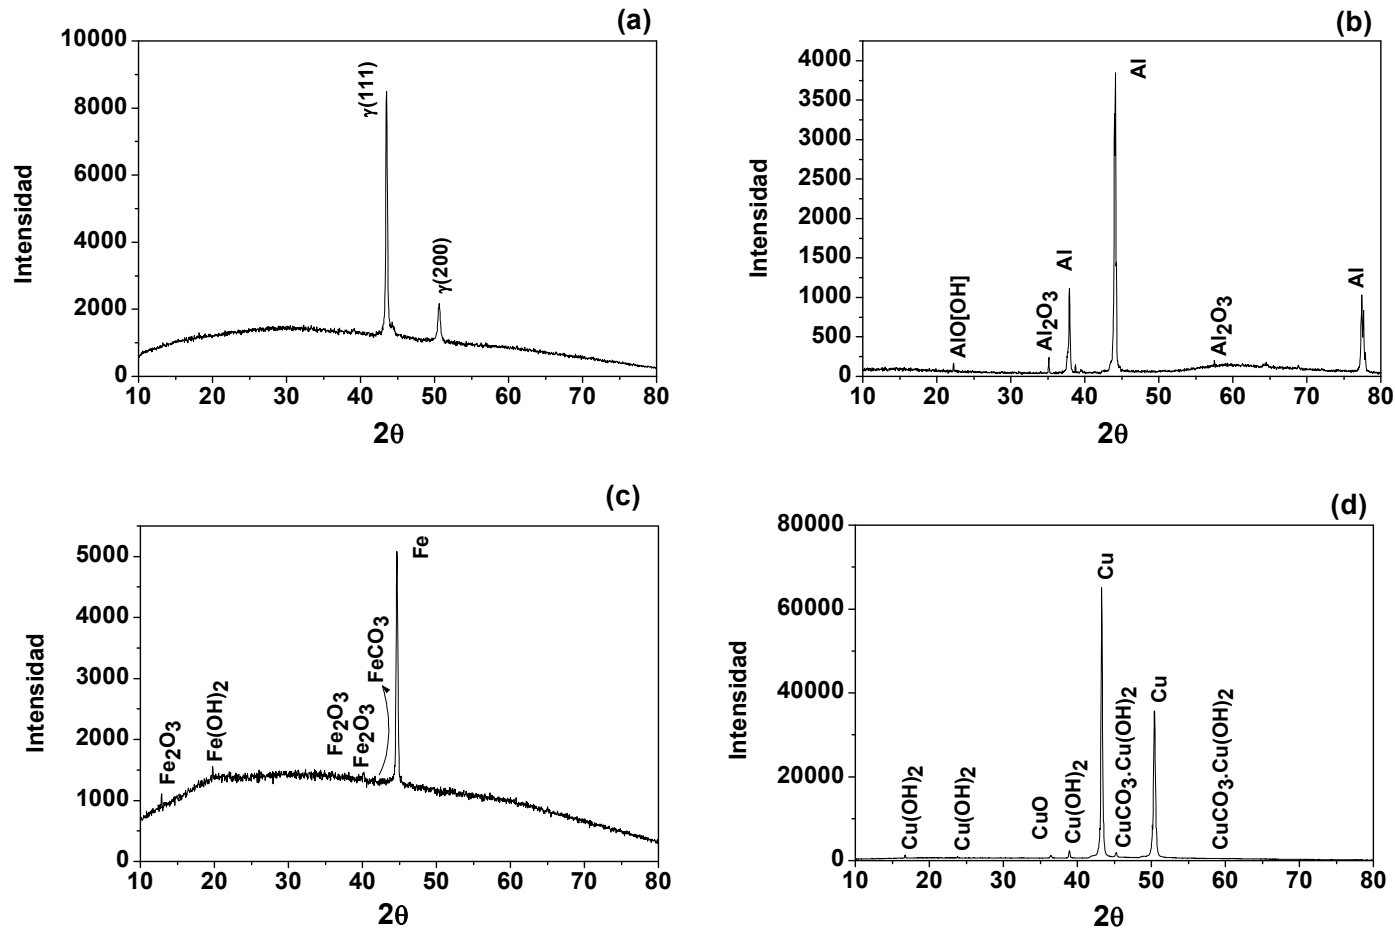 (a)
10000
8000
6000
4000
2000
0
Intensidad
γ(111)
γ(200)
10 20 30 40 50 60 70 80
2θ
(b)
4000
3500
3000
2500
2000
1500
1000
500
0
Intensidad
AlO[OH]
Al2O3
Al
Al
Al2O3
Al
10 20 30 40 50 60 70 80
2θ
(c)
5000
4000
3000
2000
1000
0
Intensidad
Fe2O3
Fe(OH)2
Fe2O3
Fe2O3
FeCO3
Fe
10 20 30 40 50 60 70 80
2θ
(d)
80000
60000
40000
20000
0
Intensidad
Cu(OH)2
Cu(OH)2
CuO
Cu(OH)2
Cu
CuCO3.Cu(OH)2
Cu
CuCO3.Cu(OH)2
10 20 30 40 50 60 70 80
2θ